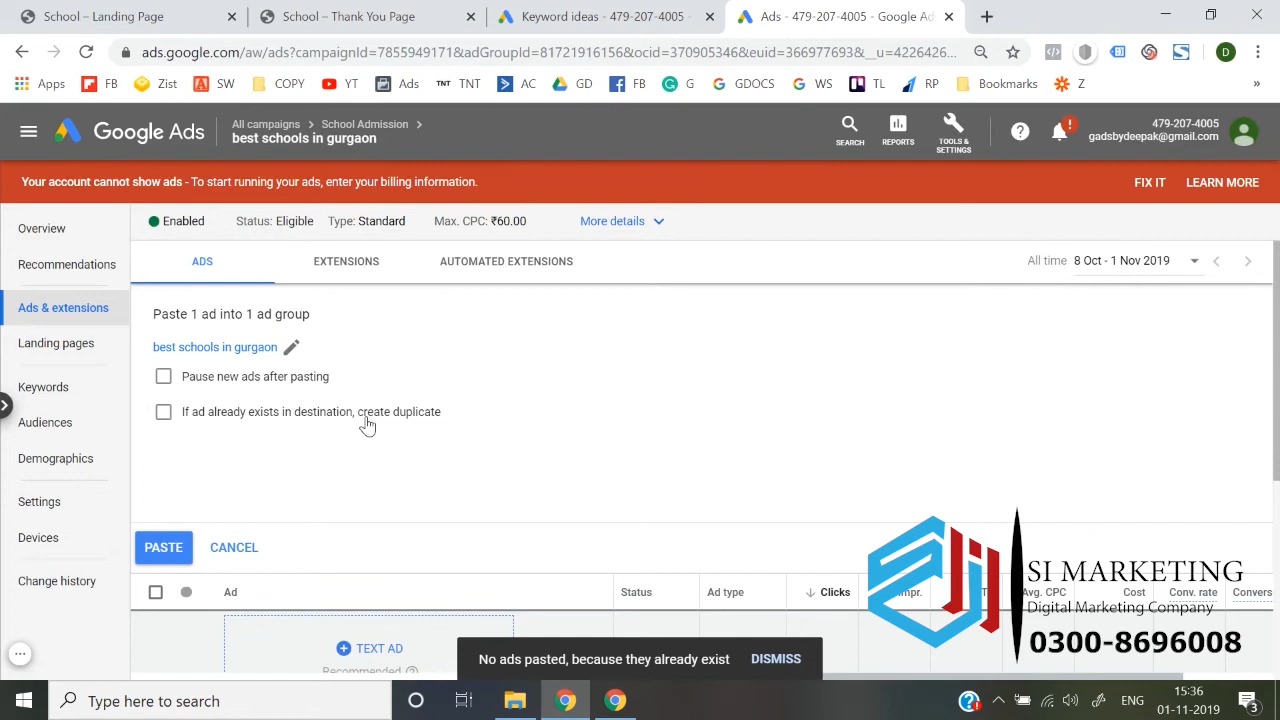 School – Landing Page
School – Thank You Page
Keyword ideas - 479-207-4005 -
Ads - 479-207-4005 - Google Ad
ads.google.com/aw/ads?campaignId=7855949171&adGroupId=81721916156&ocid=370905346&euid=366977693&__u=4226426...
D
Apps FB Zist SW COPY YT Ads TNT TNT AC GD FB G GDOCS WS TL RP Bookmarks Z »
Google Ads
All campaigns > School Admission >
best schools in gurgaon
SEARCH
REPORTS
TOOLS & SETTINGS
479-207-4005
gadsbydeepak@gmail.com
Your account cannot show ads - To start running your ads, enter your billing information.
FIX IT LEARN MORE
Overview
Recommendations
Ads & extensions
Landing pages
Keywords
Audiences
Demographics
Settings
Devices
Change history
Enabled Status: Eligible Type: Standard Max. CPC: ₹60.00 More details
ADS EXTENSIONS AUTOMATED EXTENSIONS
All time 8 Oct - 1 Nov 2019
Paste 1 ad into 1 ad group
best schools in gurgaon
Pause new ads after pasting
If ad already exists in destination, create duplicate
PASTE CANCEL
Ad Status Ad type Clicks Impr. Avg. CPC Cost Conv. rate Convers
TEXT AD
Recommended
No ads pasted, because they already exist DISMISS
SI MARKETING
Digital Marketing Company
0300-8696008
Type here to search
ENG
15:36
01-11-2019
3